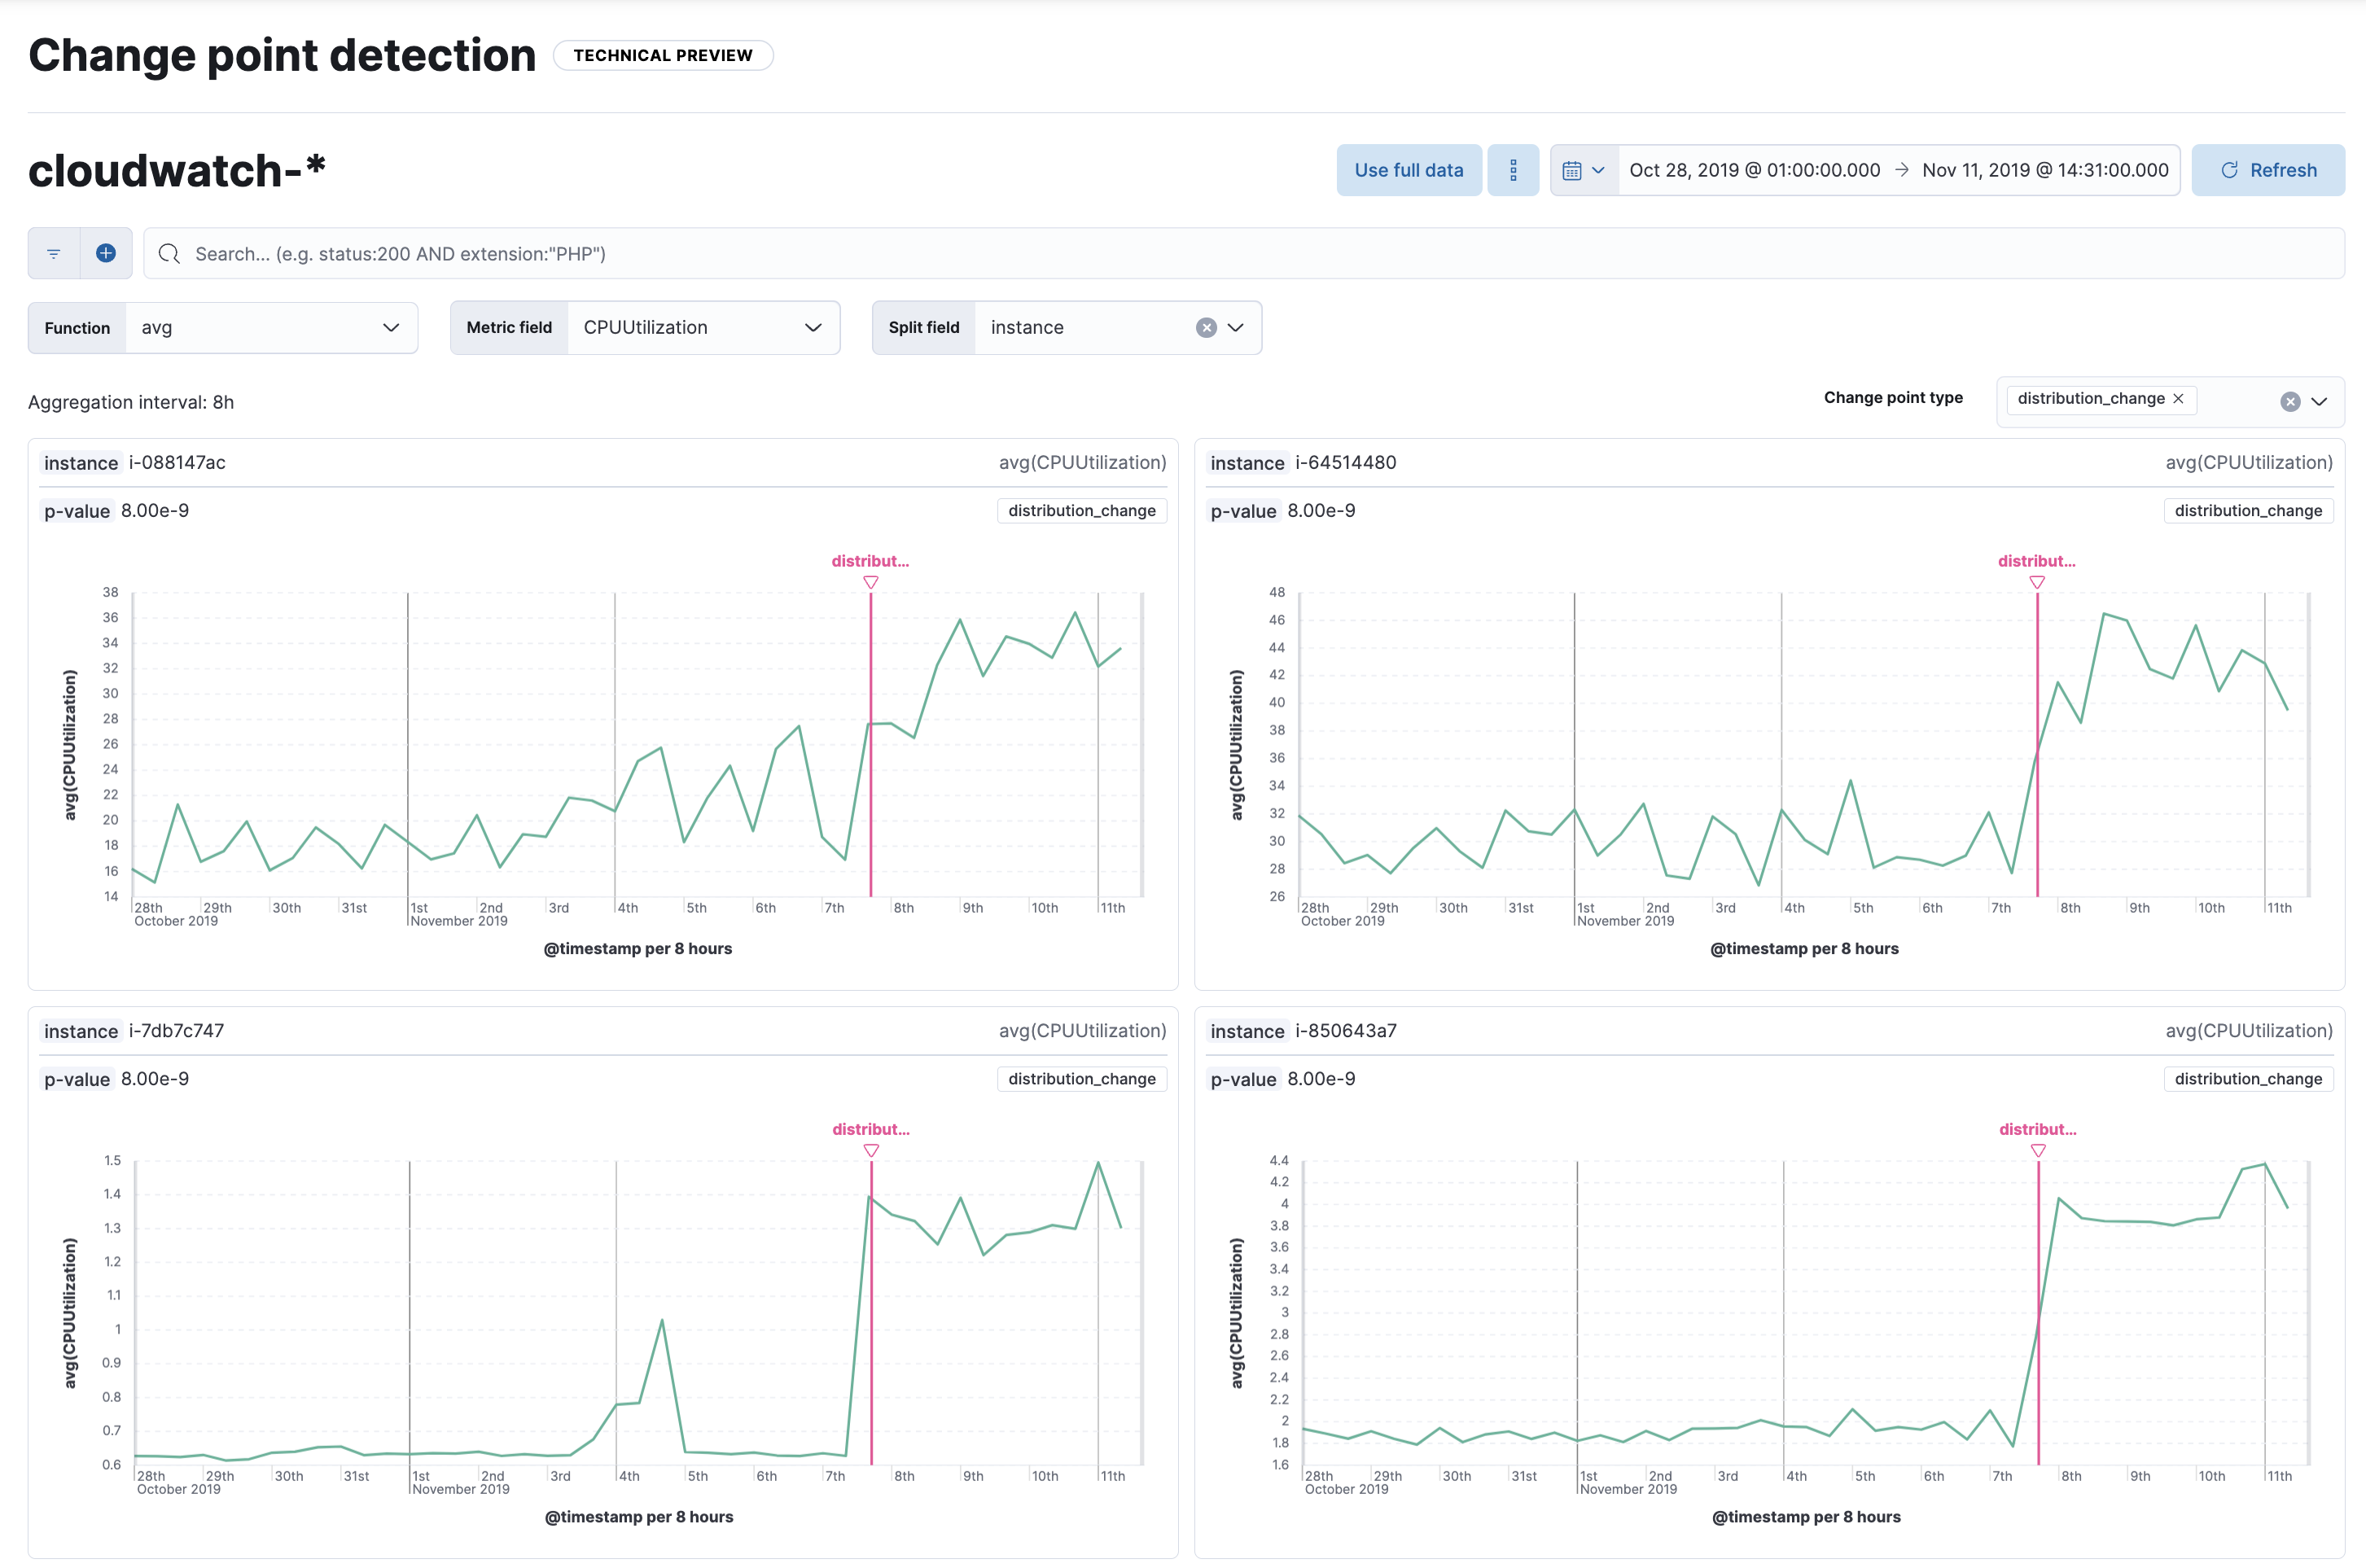 Change point detection TECHNICAL PREVIEW
cloudwatch-*
Use full data
Oct 28, 2019 @ 01:00:00.000 → Nov 11, 2019 @ 14:31:00.000
Refresh
Search... (e.g. status:200 AND extension:"PHP")
Function avg
Metric field CPUUtilization
Split field instance
Aggregation interval: 8h
Change point type distribution_change
instance i-088147ac avg(CPUUtilization)
p-value 8.00e-9 distribution_change
distribut...
avg(CPUUtilization)
38
36
34
32
30
28
26
24
22
20
18
16
14
28th 29th 30th 31st 1st 2nd 3rd 4th 5th 6th 7th 8th 9th 10th 11th
October 2019 November 2019
@timestamp per 8 hours
instance i-64514480 avg(CPUUtilization)
p-value 8.00e-9 distribution_change
distribut...
avg(CPUUtilization)
48
46
44
42
40
38
36
34
32
30
28
26
28th 29th 30th 31st 1st 2nd 3rd 4th 5th 6th 7th 8th 9th 10th 11th
October 2019 November 2019
@timestamp per 8 hours
instance i-7db7c747 avg(CPUUtilization)
p-value 8.00e-9 distribution_change
distribut...
avg(CPUUtilization)
1.5
1.4
1.3
1.2
1.1
1
0.9
0.8
0.7
0.6
28th 29th 30th 31st 1st 2nd 3rd 4th 5th 6th 7th 8th 9th 10th 11th
October 2019 November 2019
@timestamp per 8 hours
instance i-850643a7 avg(CPUUtilization)
p-value 8.00e-9 distribution_change
distribut...
avg(CPUUtilization)
4.4
4.2
4
3.8
3.6
3.4
3.2
3
2.8
2.6
2.4
2.2
2
1.8
1.6
28th 29th 30th 31st 1st 2nd 3rd 4th 5th 6th 7th 8th 9th 10th 11th
October 2019 November 2019
@timestamp per 8 hours